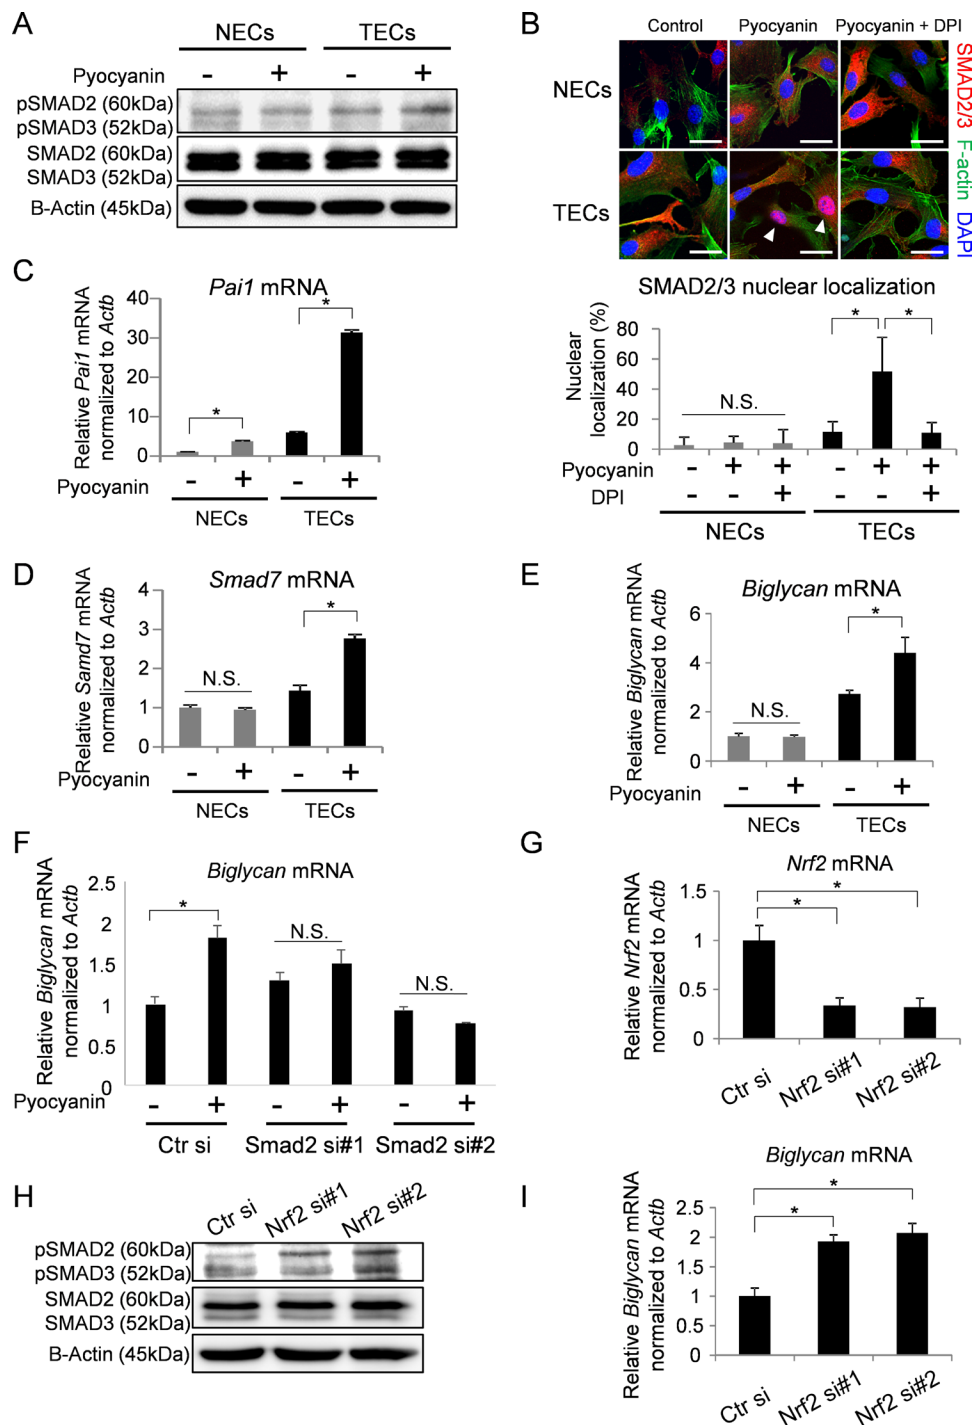 A
NECs TECs
Pyocyanin - + - +
pSMAD2 (60kDa)
pSMAD3 (52kDa)
SMAD2 (60kDa)
SMAD3 (52kDa)
B-Actin (45kDa)
B
Control Pyocyanin Pyocyanin + DPI
NECs
TECs
SMAD2/3 F-actin DAPI
SMAD2/3 nuclear localization
Nuclear
localization (%)
80
60
40
20
0
N.S.
* *
Pyocyanin - + + - + +
DPI - - + - - +
NECs TECs
C
Pai1 mRNA
Relative Pai1 mRNA
normalized to Actb
40
30
20
10
0
* *
Pyocyanin - + - +
NECs TECs
D
Smad7 mRNA
Relative Samd7 mRNA
normalized to Actb
4
3
2
1
0
N.S. *
Pyocyanin - + - +
NECs TECs
E
Biglycan mRNA
Relative Biglycan mRNA
normalized to Actb
6
4
2
0
N.S. *
Pyocyanin - + - +
NECs TECs
F
Biglycan mRNA
Relative Biglycan mRNA
normalized to Actb
2.5
2
1.5
1
0.5
0
* N.S. N.S.
Pyocyanin - + - + - +
Ctr si Smad2 si#1 Smad2 si#2
G
Nrf2 mRNA
Relative Nrf2 mRNA
normalized to Actb
1.5
1
0.5
0
* *
Ctr si Nrf2 si#1 Nrf2 si#2
H
Ctr si Nrf2 si#1 Nrf2 si#2
pSMAD2 (60kDa)
pSMAD3 (52kDa)
SMAD2 (60kDa)
SMAD3 (52kDa)
B-Actin (45kDa)
I
Biglycan mRNA
Relative Biglycan mRNA
normalized to Actb
2.5
2
1.5
1
0.5
0
* *
Ctr si Nrf2 si#1 Nrf2 si#2